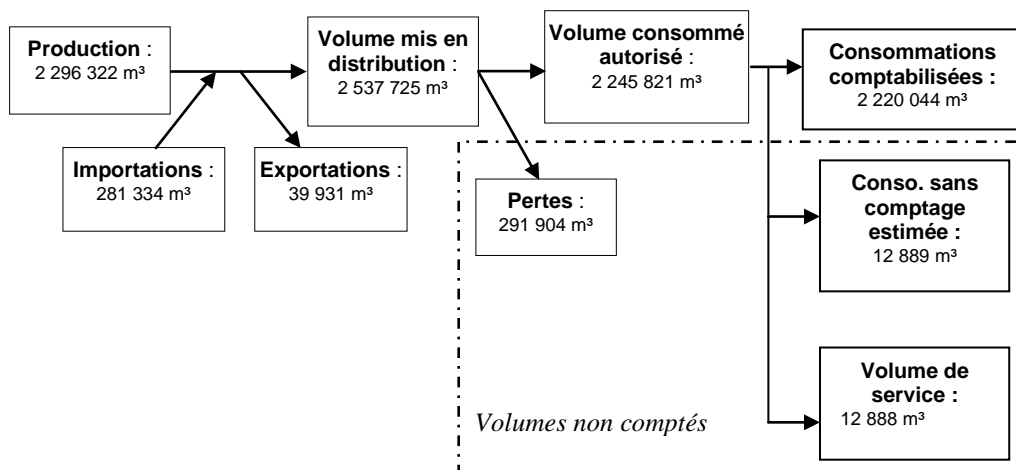 Production :
2 296 322 m³
Volume mis en
distribution :
2 537 725 m³
Volume consommé
autorisé :
2 245 821 m³
Consommations
comptabilisées :
2 220 044 m³
Importations :
281 334 m³
Exportations :
39 931 m³
Pertes :
291 904 m³
Conso. sans
comptage
estimée :
12 889 m³
Volume de
service :
12 888 m³
Volumes non comptés